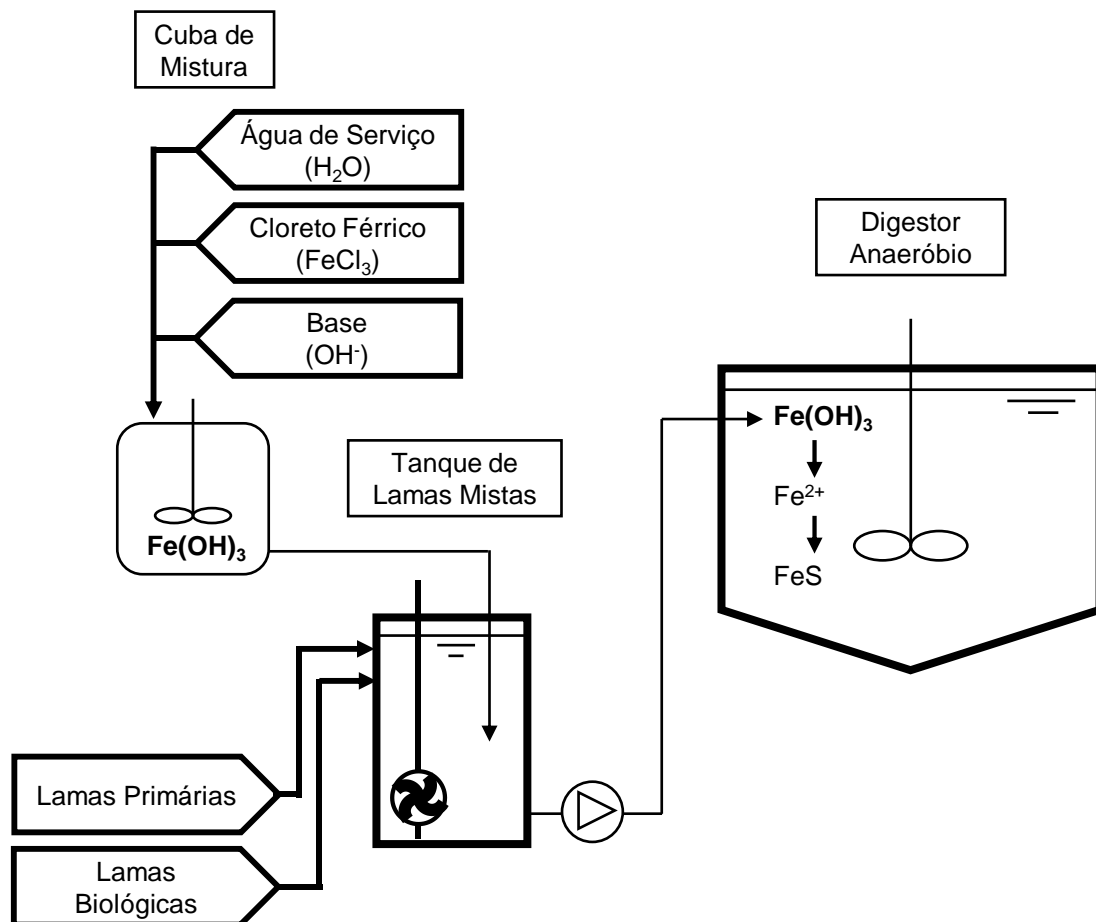 Cuba de
Mistura
Água de Serviço
(H₂O)
Cloreto Férrico
(FeCl₃)
Base
(OH⁻)
Fe(OH)₃
Tanque de
Lamas Mistas
Lamas Primárias
Lamas
Biológicas
Digestor
Anaeróbio
Fe(OH)₃
Fe²⁺
FeS